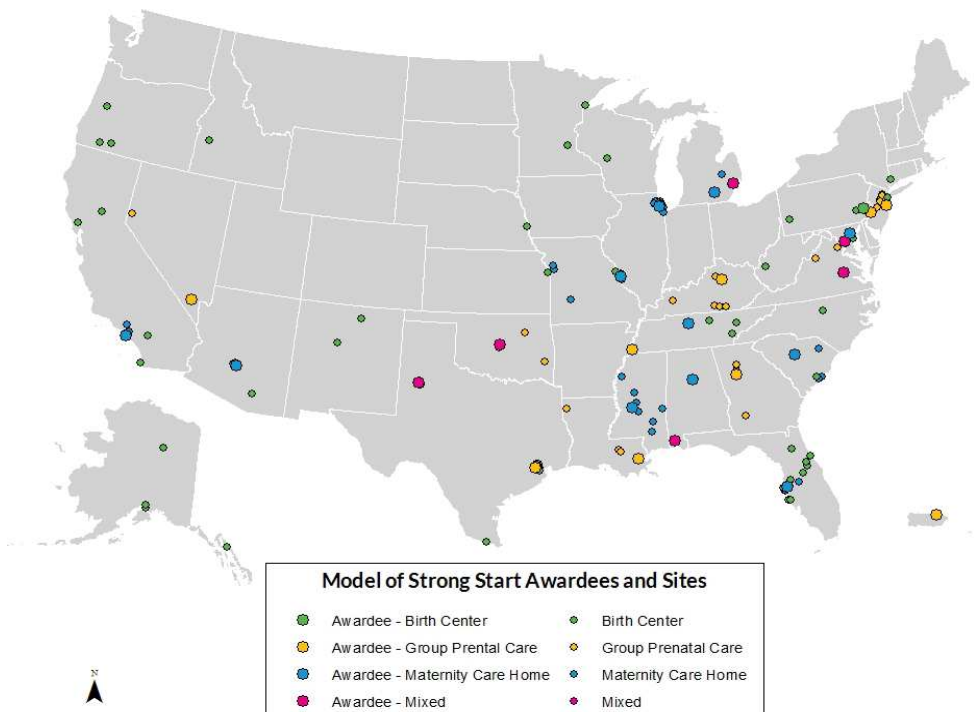 Model of Strong Start Awardees and Sites
Awardee - Birth Center
Birth Center
Awardee - Group Prental Care
Group Prenatal Care
Awardee - Maternity Care Home
Maternity Care Home
Awardee - Mixed
Mixed
N